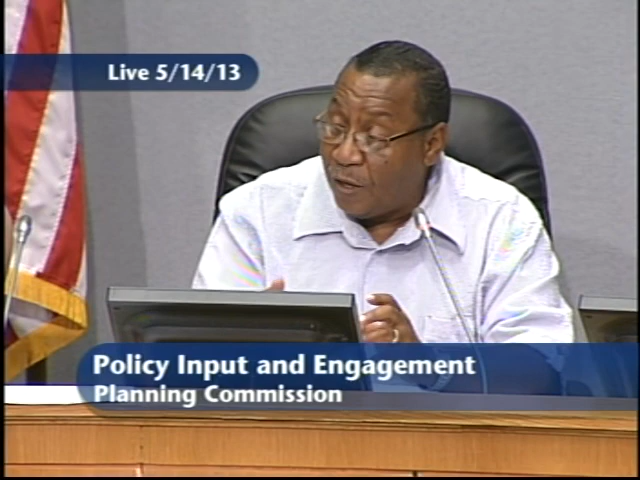 Live 5/14/13
Policy Input and Engagement
Planning Commission